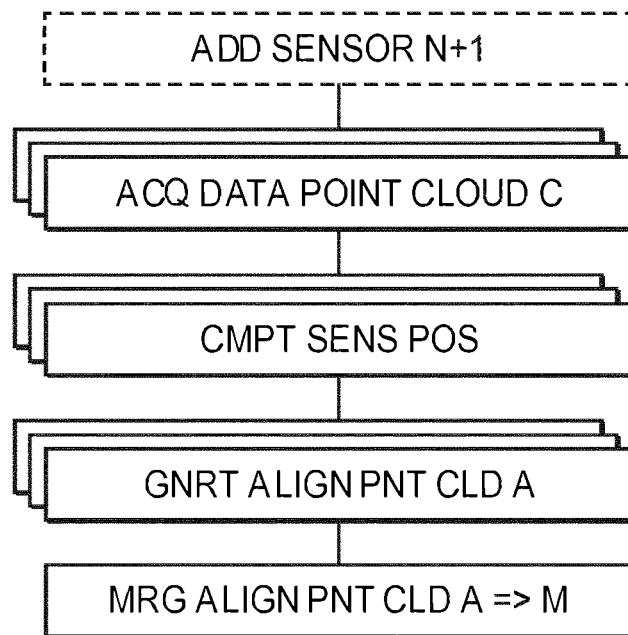 ADD SENSOR N+1
ACQ DATA POINT CLOUD C
CMPT SENS POS
GNRT ALIGN PNT CLD A
MRG ALIGN PNT CLD A => M